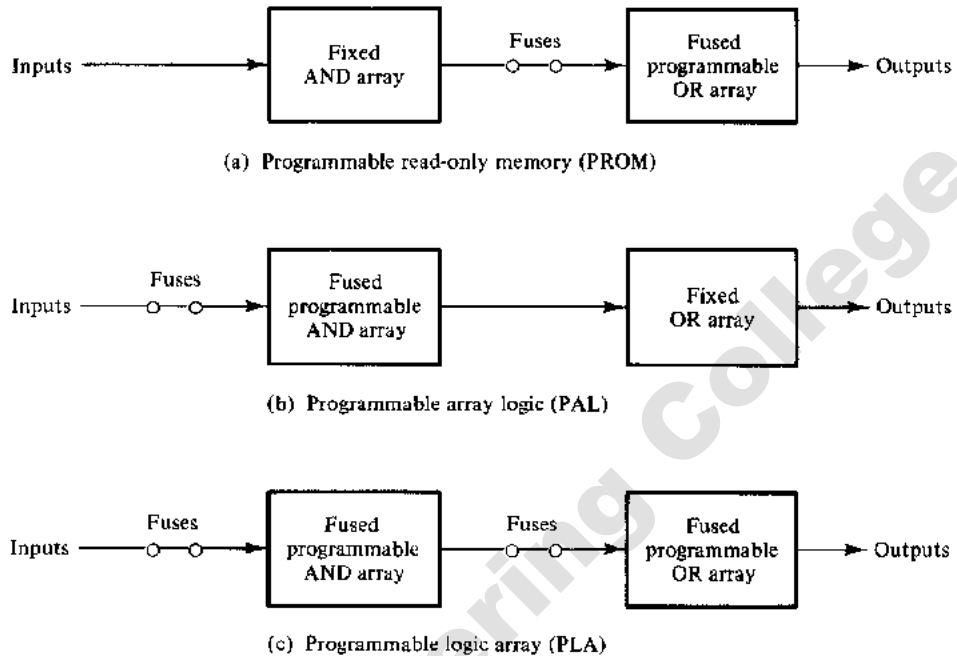 Inputs
Fixed
AND array
Fuses
Fused
programmable
OR array
Outputs
(a) Programmable read-only memory (PROM)
Inputs
Fuses
Fused
programmable
AND array
Fixed
OR array
Outputs
(b) Programmable array logic (PAL)
Inputs
Fuses
Fused
programmable
AND array
Fuses
Fused
programmable
OR array
Outputs
(c) Programmable logic array (PLA)
ering College